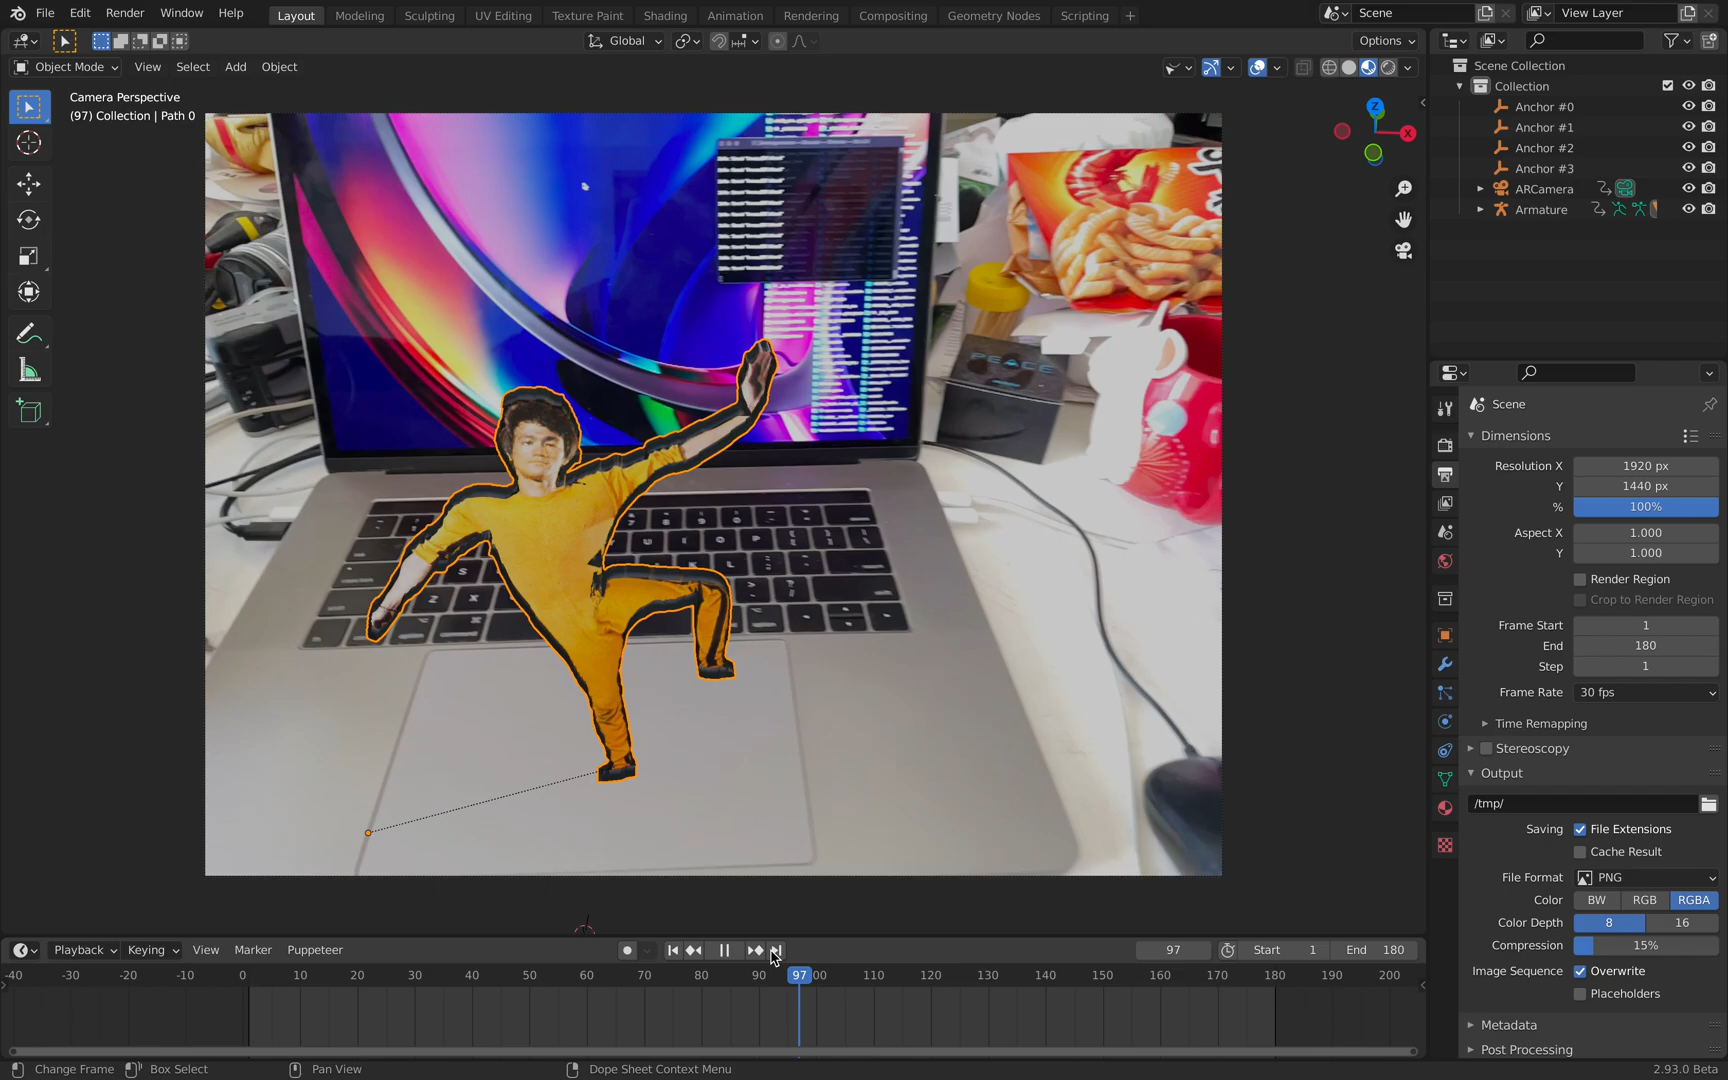 File Edit Render Window Help
Layout Modeling Sculpting UV Editing Texture Paint Shading Animation Rendering Compositing Geometry Nodes Scripting
Scene
View Layer
Global
Options
Object Mode View Select Add Object
Camera Perspective
(97) Collection | Path 0
Z
X
PEACE
Scene Collection
Collection
Anchor #0
Anchor #1
Anchor #2
Anchor #3
ARCamera
Armature
Scene
Dimensions
Resolution X 1920 px
Y 1440 px
% 100%
Aspect X 1.000
Y 1.000
Render Region
Crop to Render Region
Frame Start 1
End 180
Step 1
Frame Rate 30 fps
Time Remapping
Stereoscopy
Output
/tmp/
Saving File Extensions
Cache Result
File Format PNG
Color BW RGB RGBA
Color Depth 8 16
Compression 15%
Image Sequence Overwrite
Placeholders
Metadata
Post Processing
Playback Keying View Marker Puppeteer
97 Start 1 End 180
-40 -30 -20 -10 0 10 20 30 40 50 60 70 80 90 97 00 110 120 130 140 150 160 170 180 190 200
Change Frame Box Select Pan View Dope Sheet Context Menu
2.93.0 Beta